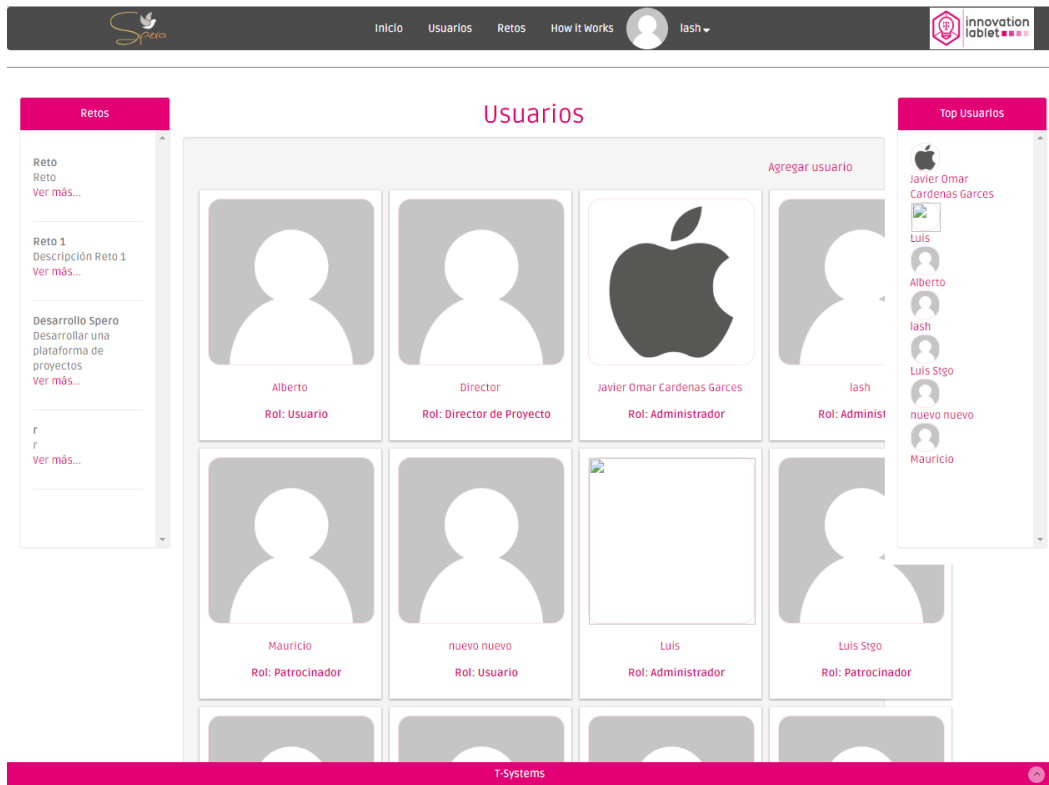 Spero
Inicio Usuarios Retos How it Works lash
innovation
lablet
Retos
Reto
Reto
Ver más...
Reto 1
Descripción Reto 1
Ver más...
Desarrollo Spero
Desarrollar una
plataforma de
proyectos
Ver más...
r
r
Ver más...
Usuarios
Agregar usuario
Alberto
Rol: Usuario
Director
Rol: Director de Proyecto
Javier Omar Cardenas Garces
Rol: Administrador
lash
Rol: Administ
Mauricio
Rol: Patrocinador
nuevo nuevo
Rol: Usuario
Luis
Rol: Administrador
Luis Stgo
Rol: Patrocinador
Top Usuarios
Javier Omar
Cardenas Garces
Luis
Alberto
lash
Luis Stgo
nuevo nuevo
Mauricio
T-Systems